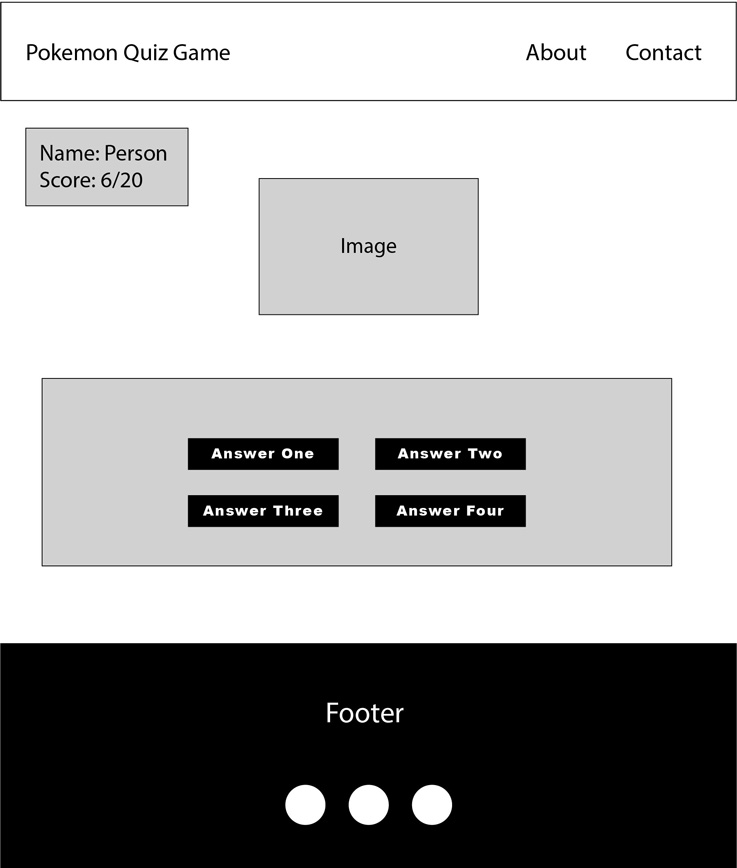 Pokemon Quiz Game
About
Contact
Name: Person
Score: 6/20
Image
Answer One
Answer Two
Answer Three
Answer Four
Footer